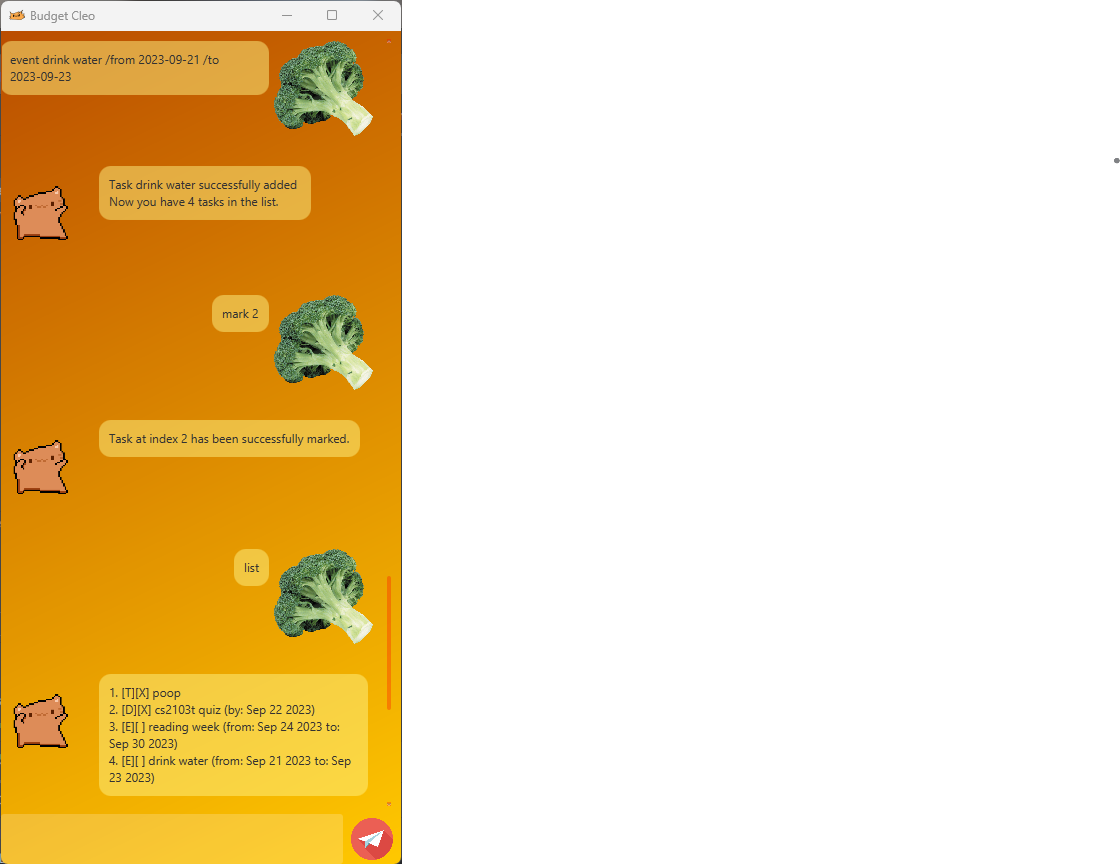 Budget Cleo
event drink water /from 2023-09-21 /to
2023-09-23
Task drink water successfully added
Now you have 4 tasks in the list.
mark 2
Task at index 2 has been successfully marked.
list
1. [T][X] poop
2. [D][X] cs2103t quiz (by: Sep 22 2023)
3. [E][ ] reading week (from: Sep 24 2023 to:
Sep 30 2023)
4. [E][ ] drink water (from: Sep 21 2023 to: Sep
23 2023)